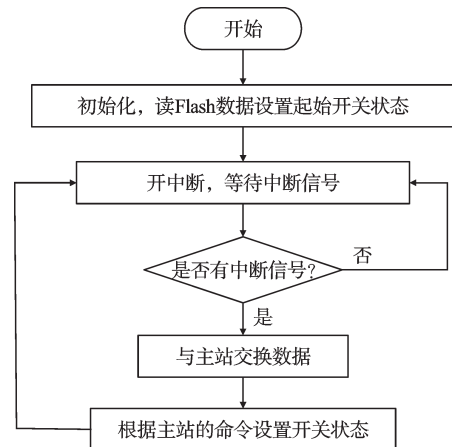 开始
初始化，读Flash数据设置起始开关状态
开中断，等待中断信号
是否有中断信号？
否
是
与主站交换数据
根据主站的命令设置开关状态